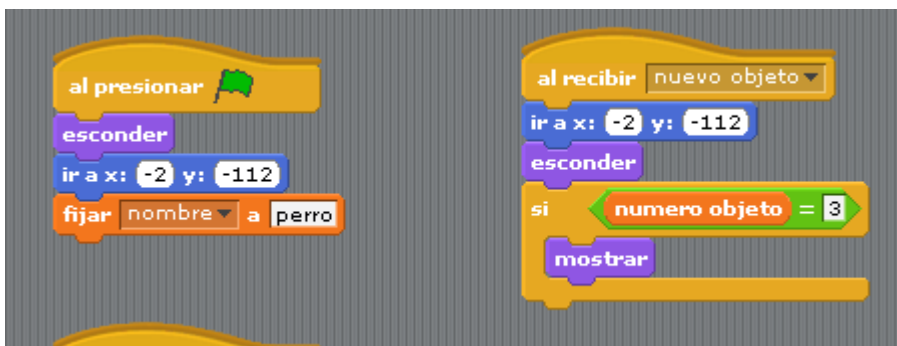 al presionar
esconder
ir a x: -2 y: -112
fijar nombre a perro
al recibir nuevo objeto
ir a x: -2 y: -112
esconder
si numero objeto = 3
mostrar